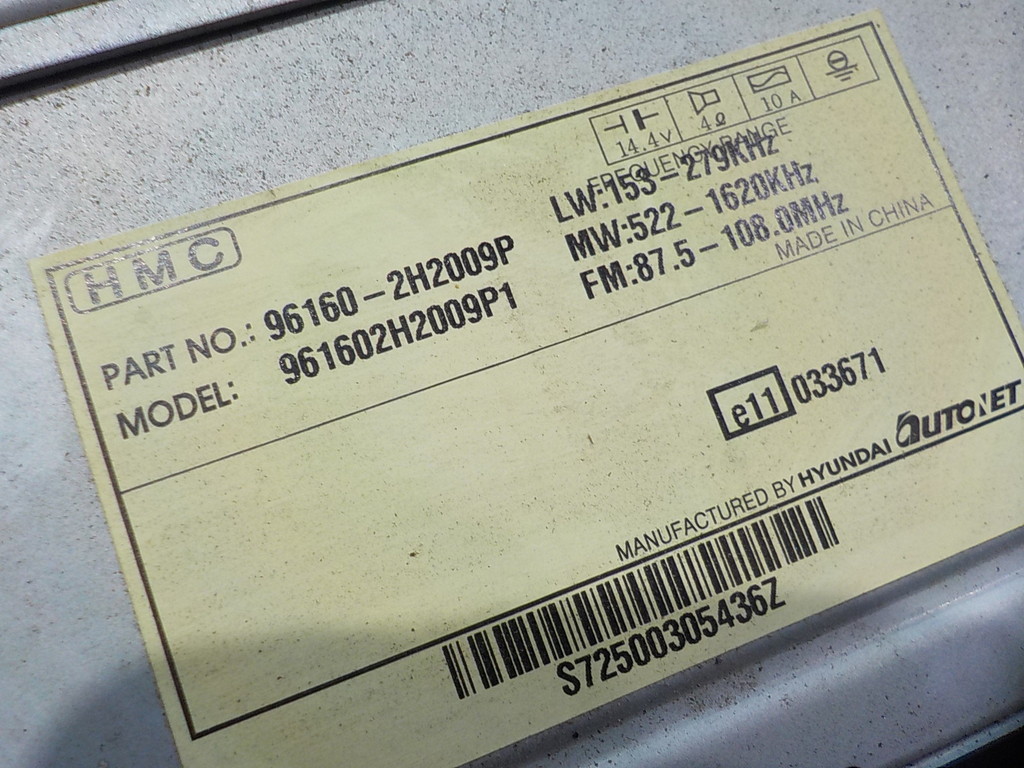 14.4V 4Ω 10 A
FREQUENCY RANGE
LW:153-279KHz
MW:522-1620KHz
FM:87.5-108.0MHz
MADE IN CHINA
HMC
PART NO.: 96160-2H2009P
MODEL: 961602H2009P1
e11 033671
MANUFACTURED BY HYUNDAI AUTONET
S72500305436Z